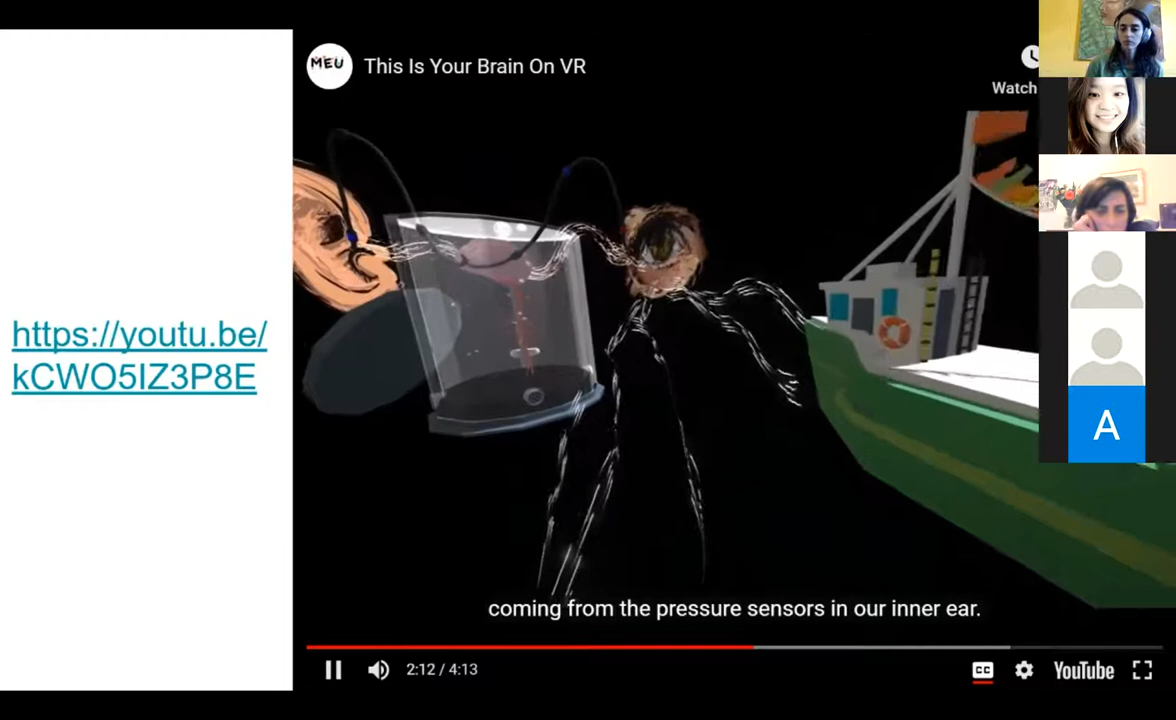 MEU
This Is Your Brain On VR
Watch
https://youtu.be/
kCWO5IZ3P8E
A
coming from the pressure sensors in our inner ear.
2:12 / 4:13
CC
YouTube